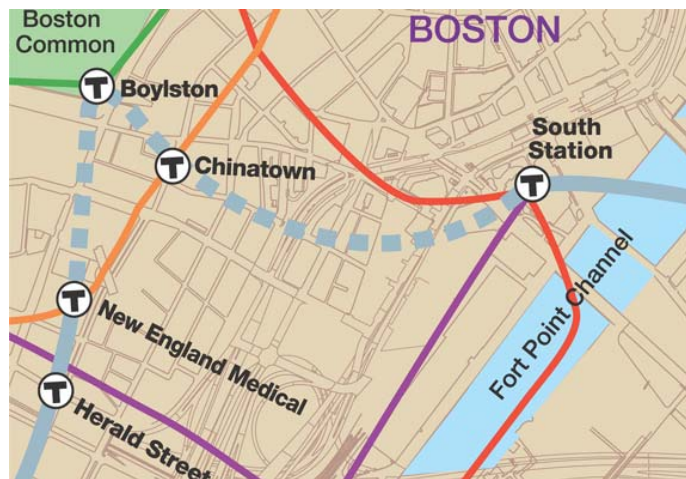 Boston
Common
BOSTON
T
Boylston
South
Station
T
Chinatown
T
Fort Point Channel
T
New England Medical
T
Herald Street